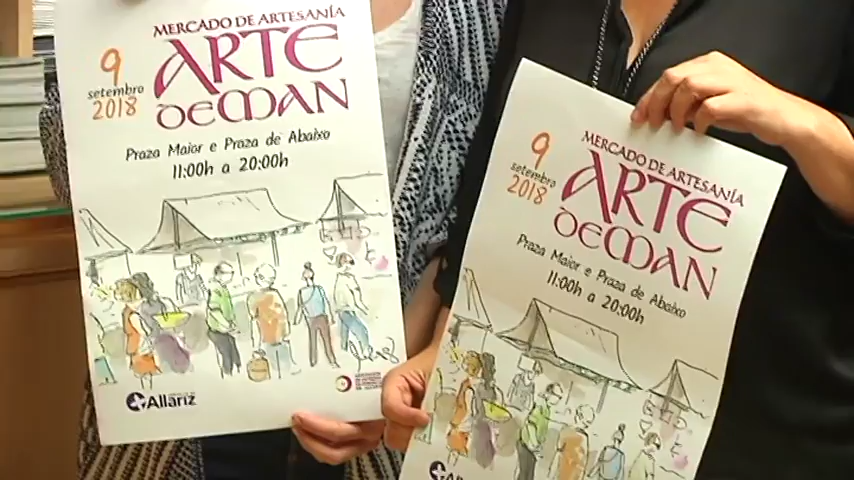 MERCADO DE ARTESANÍA
ARTE
DEMAN
9
setembro
2018
Praza Maior e Praza de Abaixo
11:00h a 20:00h
Allariz
MERCADO DE ARTESANÍA
ARTE
DEMAN
9
setembro
2018
Praza Maior e Praza de Abaixo
11:00h a 20:00h
Allariz